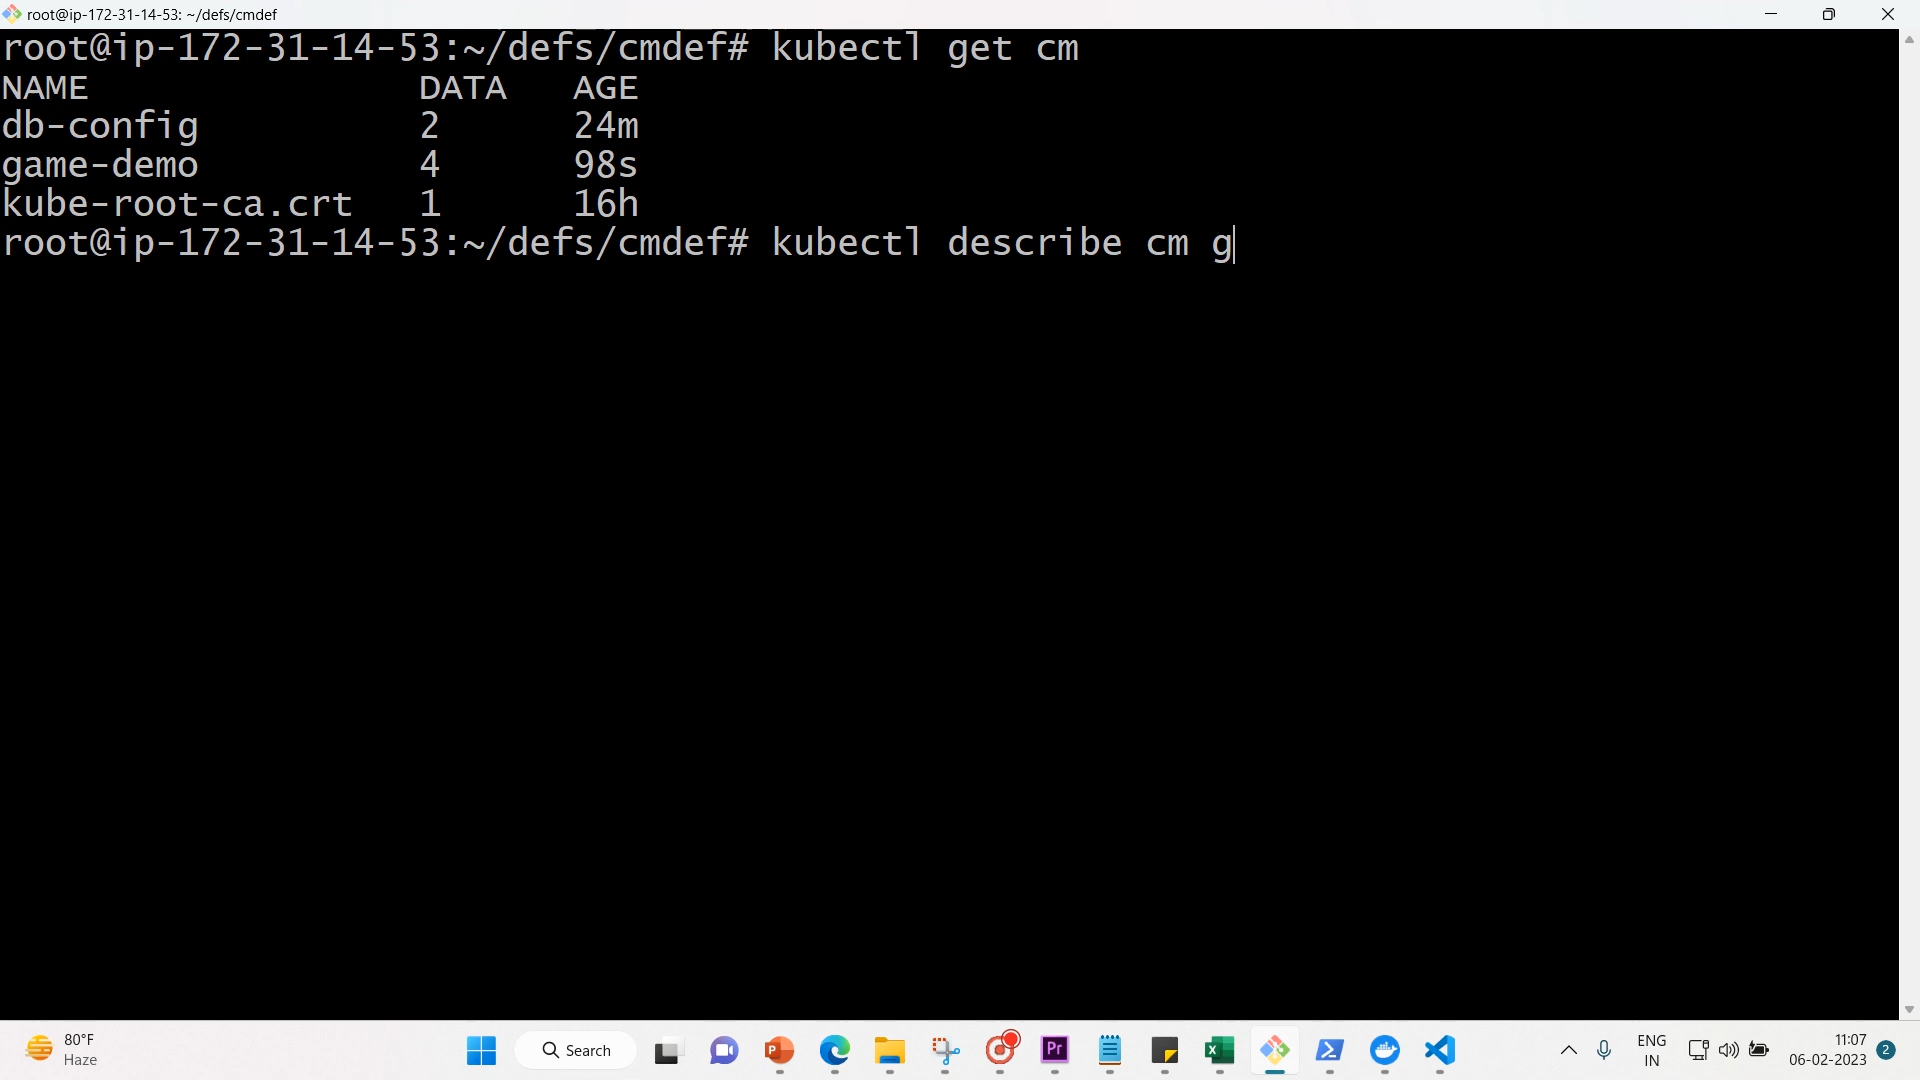 root@ip-172-31-14-53: ~/defs/cmdef
root@ip-172-31-14-53:~/defs/cmdef# kubectl get cm
NAME DATA AGE
db-config 2 24m
game-demo 4 98s
kube-root-ca.crt 1 16h
root@ip-172-31-14-53:~/defs/cmdef# kubectl describe cm g
80°F
Haze
Search
P
Pr
X
ENG
IN
11:07
06-02-2023
2